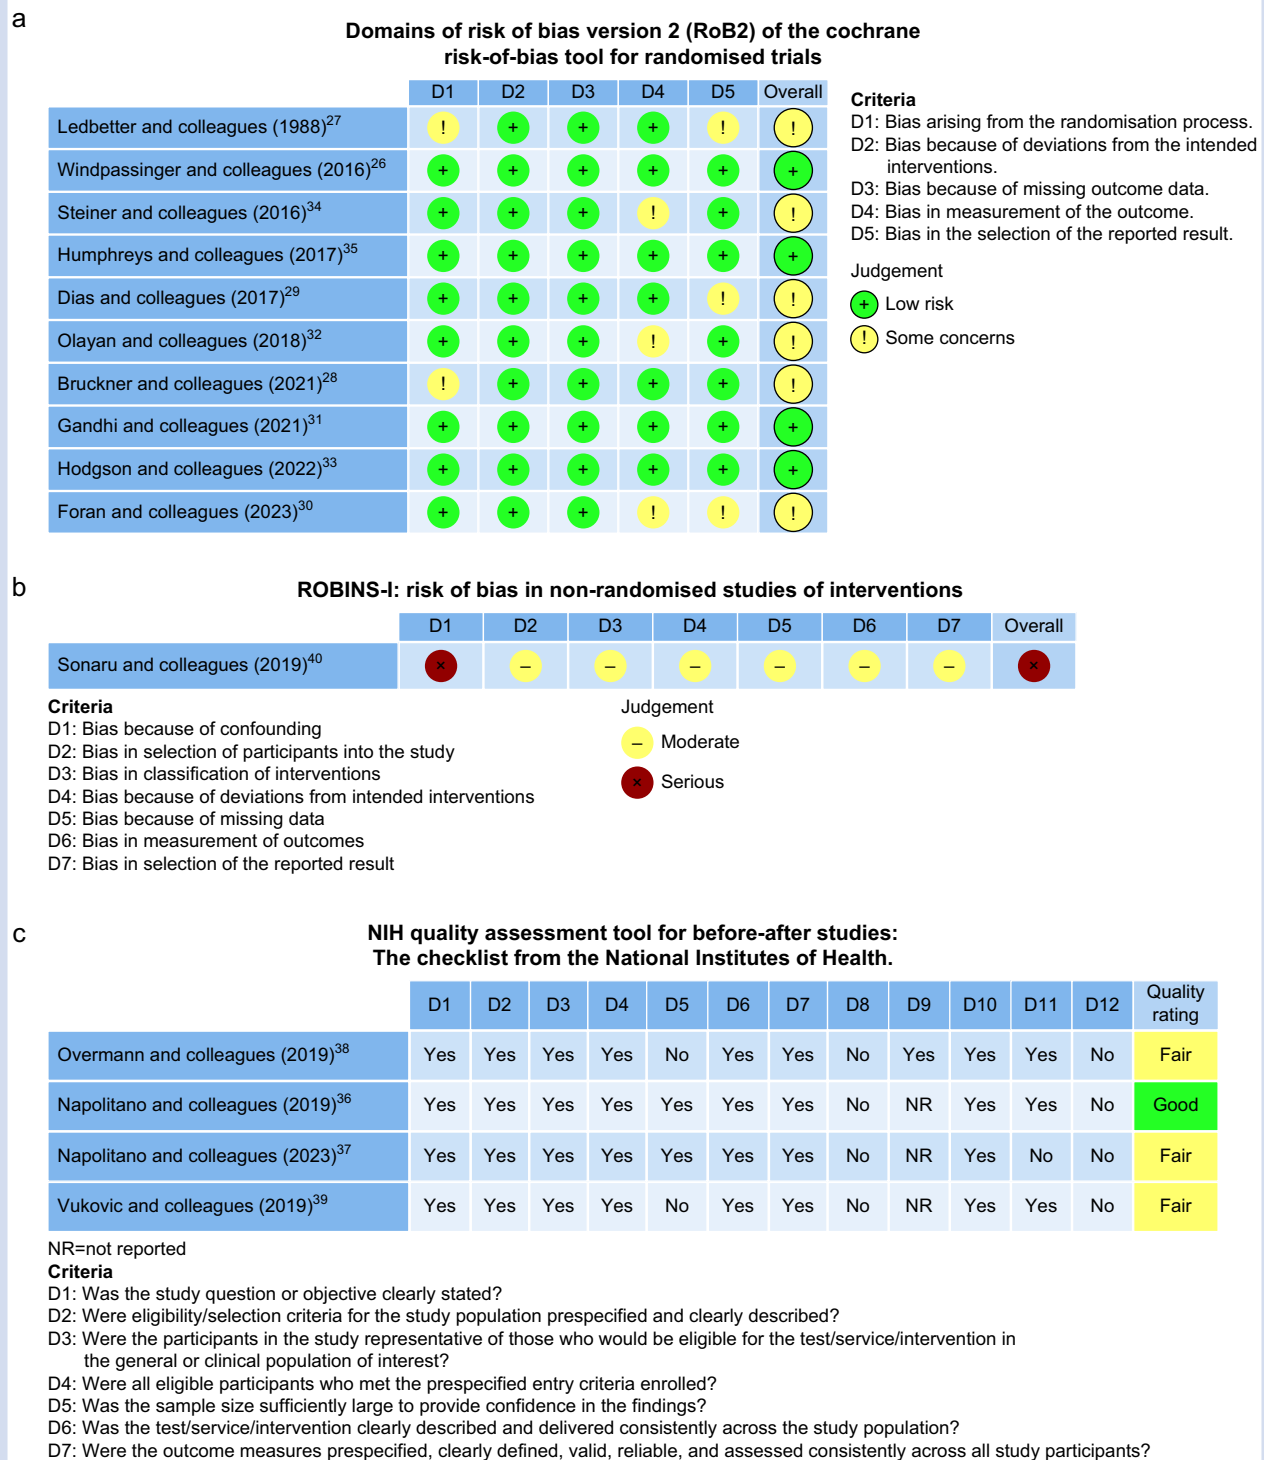 a
Domains of risk of bias version 2 (RoB2) of the cochrane
risk-of-bias tool for randomised trials
D1 D2 D3 D4 D5 Overall
Ledbetter and colleagues (1988)27 ! + + + ! !
Windpassinger and colleagues (2016)26 + + + + + +
Steiner and colleagues (2016)34 + + + ! + !
Humphreys and colleagues (2017)35 + + + + + +
Dias and colleagues (2017)29 + + + + ! !
Olayan and colleagues (2018)32 + + + ! + !
Bruckner and colleagues (2021)28 ! + + + + !
Gandhi and colleagues (2021)31 + + + + + +
Hodgson and colleagues (2022)33 + + + + + +
Foran and colleagues (2023)30 + + + ! ! !
Criteria
D1: Bias arising from the randomisation process.
D2: Bias because of deviations from the intended
interventions.
D3: Bias because of missing outcome data.
D4: Bias in measurement of the outcome.
D5: Bias in the selection of the reported result.
Judgement
+ Low risk
! Some concerns
b
ROBINS-I: risk of bias in non-randomised studies of interventions
D1 D2 D3 D4 D5 D6 D7 Overall
Sonaru and colleagues (2019)40 × – – – – – – ×
Criteria
D1: Bias because of confounding
D2: Bias in selection of participants into the study
D3: Bias in classification of interventions
D4: Bias because of deviations from intended interventions
D5: Bias because of missing data
D6: Bias in measurement of outcomes
D7: Bias in selection of the reported result
Judgement
– Moderate
× Serious
c
NIH quality assessment tool for before-after studies:
The checklist from the National Institutes of Health.
D1 D2 D3 D4 D5 D6 D7 D8 D9 D10 D11 D12 Quality rating
Overmann and colleagues (2019)38 Yes Yes Yes Yes No Yes Yes No Yes Yes Yes No Fair
Napolitano and colleagues (2019)36 Yes Yes Yes Yes Yes Yes Yes No NR Yes Yes No Good
Napolitano and colleagues (2023)37 Yes Yes Yes Yes Yes Yes Yes No NR Yes No No Fair
Vukovic and colleagues (2019)39 Yes Yes Yes Yes No Yes Yes No NR Yes Yes No Fair
NR=not reported
Criteria
D1: Was the study question or objective clearly stated?
D2: Were eligibility/selection criteria for the study population prespecified and clearly described?
D3: Were the participants in the study representative of those who would be eligible for the test/service/intervention in
the general or clinical population of interest?
D4: Were all eligible participants who met the prespecified entry criteria enrolled?
D5: Was the sample size sufficiently large to provide confidence in the findings?
D6: Was the test/service/intervention clearly described and delivered consistently across the study population?
D7: Were the outcome measures prespecified, clearly defined, valid, reliable, and assessed consistently across all study participants?